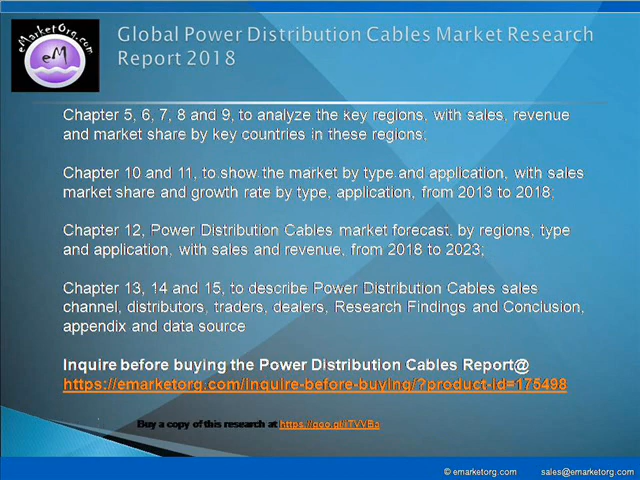 eMarketOrg.com
eM
Global Power Distribution Cables Market Research
Report 2018
Chapter 5, 6, 7, 8 and 9, to analyze the key regions, with sales, revenue
and market share by key countries in these regions;
Chapter 10 and 11, to show the market by type and application, with sales
market share and growth rate by type, application, from 2013 to 2018;
Chapter 12, Power Distribution Cables market forecast, by regions, type
and application, with sales and revenue, from 2018 to 2023;
Chapter 13, 14 and 15, to describe Power Distribution Cables sales
channel, distributors, traders, dealers, Research Findings and Conclusion,
appendix and data source
Inquire before buying the Power Distribution Cables Report@
https://emarketorg.com/inquire-before-buying/?product-id=175498
Buy a copy of this research at
© emarketorg.com sales@emarketorg.com